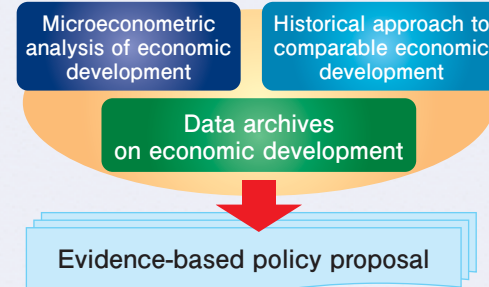 Microeconometric
analysis of economic
development
Historical approach to
comparable economic
development
Data archives
on economic development
Evidence-based policy proposal